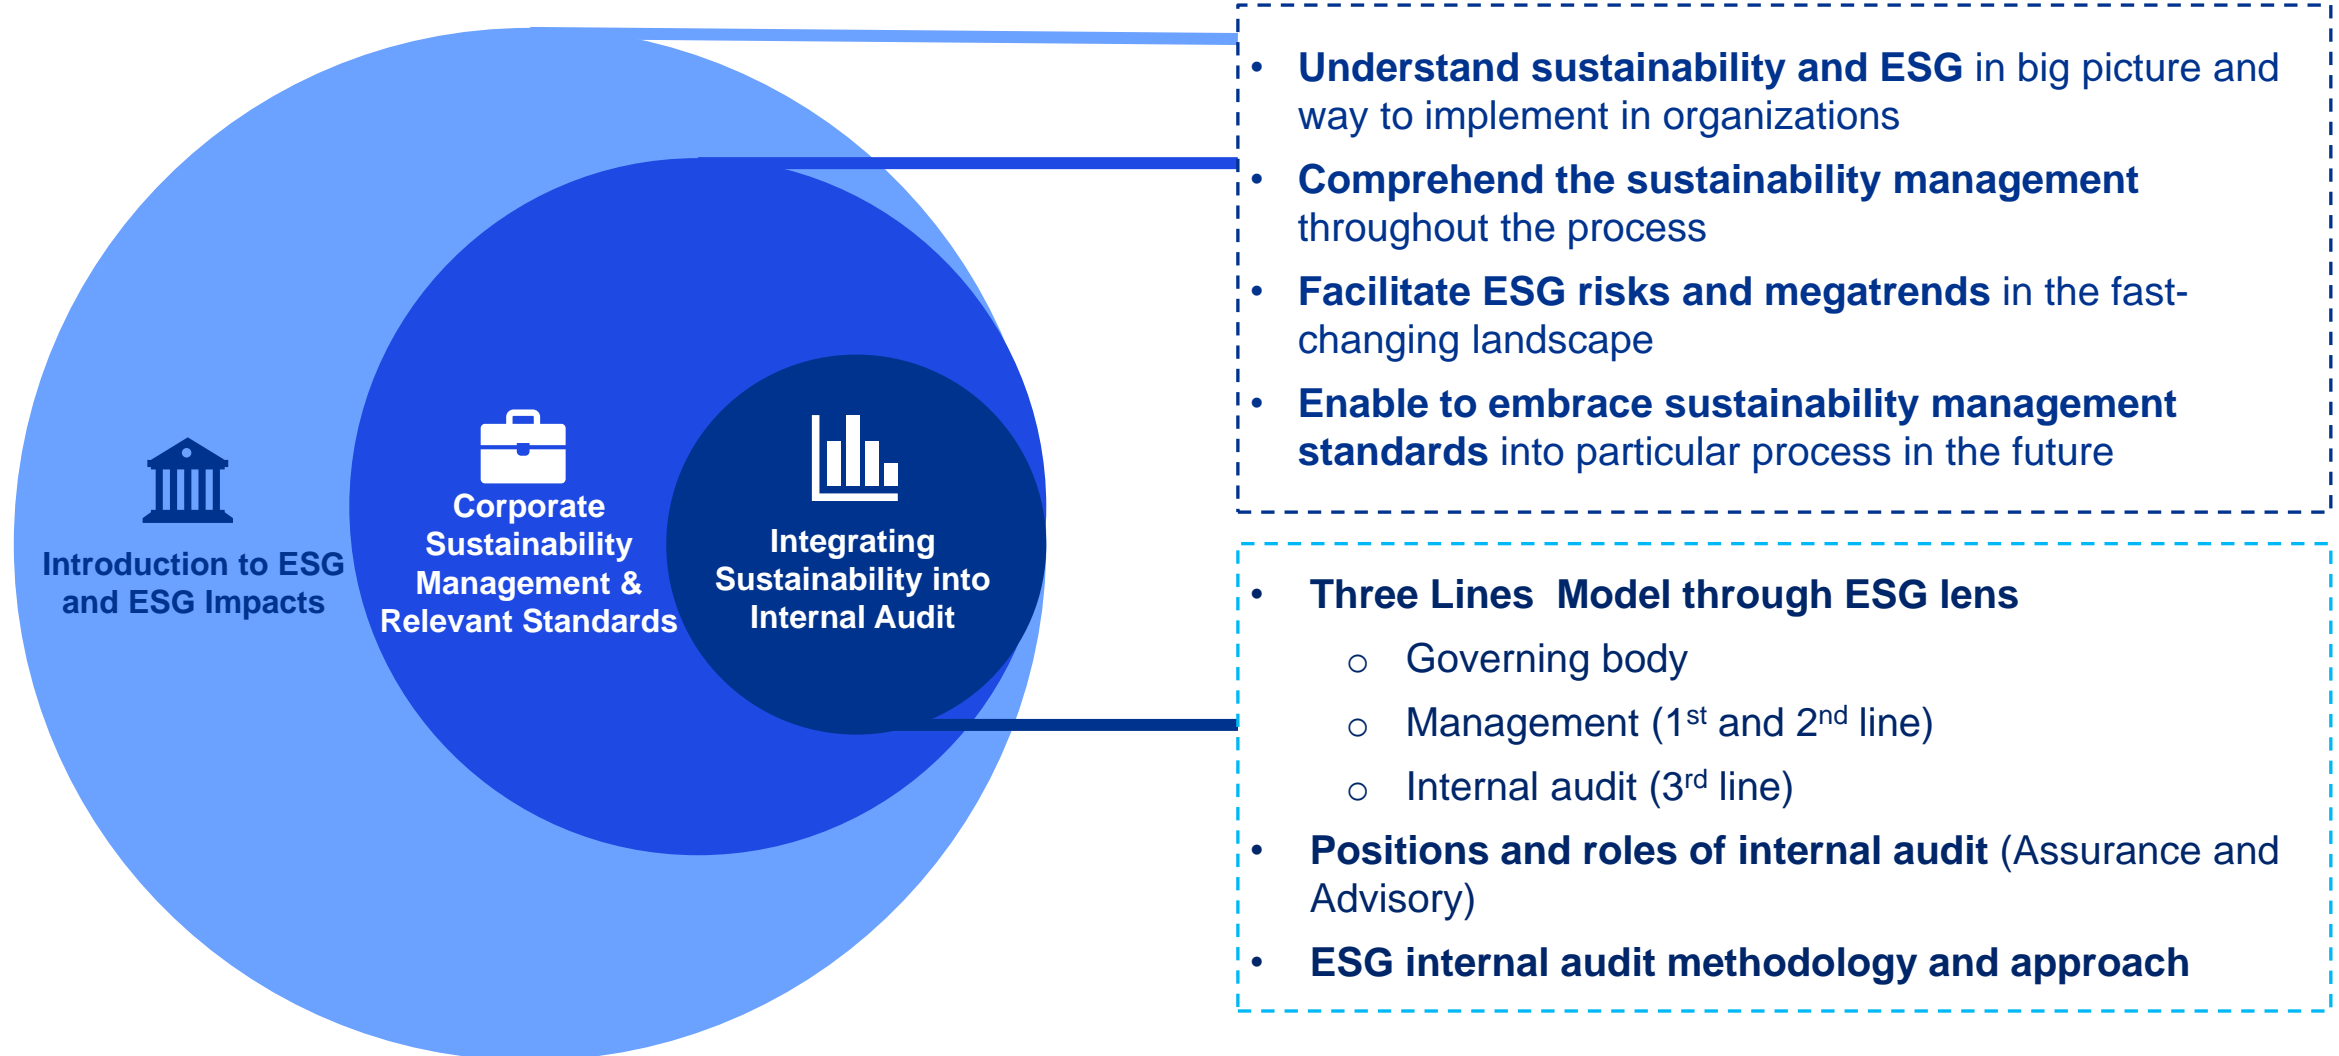 Introduction to ESG
and ESG Impacts
Corporate
Sustainability
Management &
Relevant Standards
Integrating
Sustainability into
Internal Audit
• Understand sustainability and ESG in big picture and
way to implement in organizations
• Comprehend the sustainability management
throughout the process
• Facilitate ESG risks and megatrends in the fast-
changing landscape
• Enable to embrace sustainability management
standards into particular process in the future
• Three Lines  Model through ESG lens
o Governing body
o Management (1st and 2nd line)
o Internal audit (3rd line)
• Positions and roles of internal audit (Assurance and
Advisory)
• ESG internal audit methodology and approach